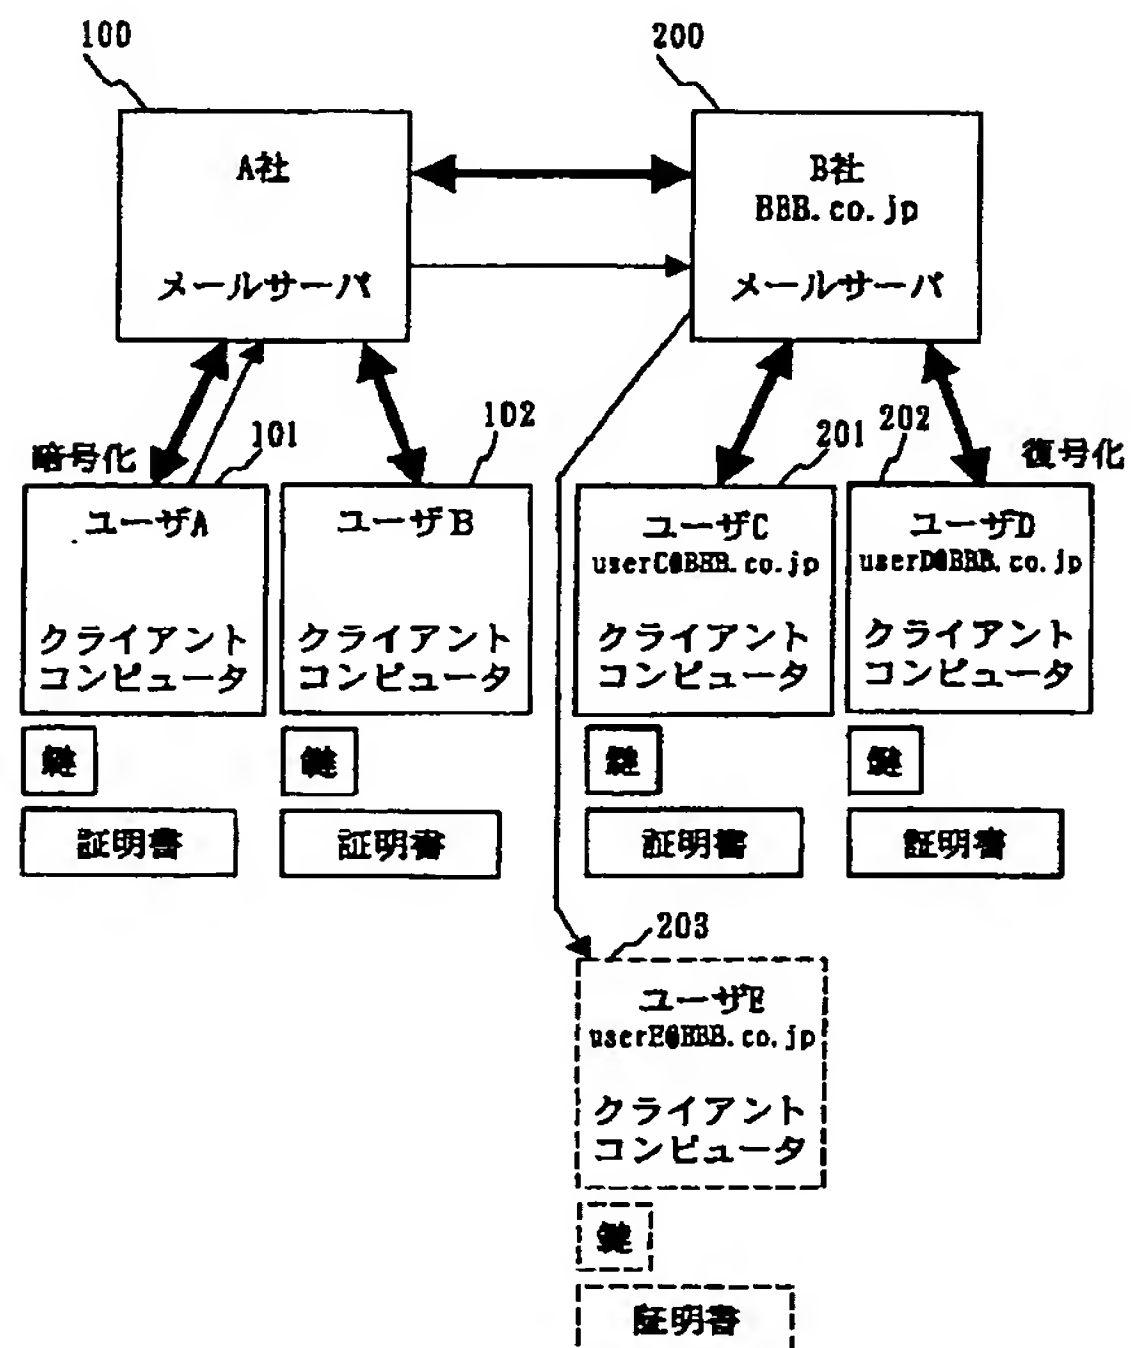 100
200
A社
メールサーバ
B社
BBB.co.jp
メールサーバ
暗号化
101
102
201
202
復号化
ユーザA
クライアント
コンピュータ
ユーザB
クライアント
コンピュータ
ユーザC
userC@BBB.co.jp
クライアント
コンピュータ
ユーザD
userD@BBB.co.jp
クライアント
コンピュータ
鍵
鍵
鍵
鍵
証明書
証明書
証明書
証明書
203
ユーザE
userE@BBB.co.jp
クライアント
コンピュータ
鍵
証明書